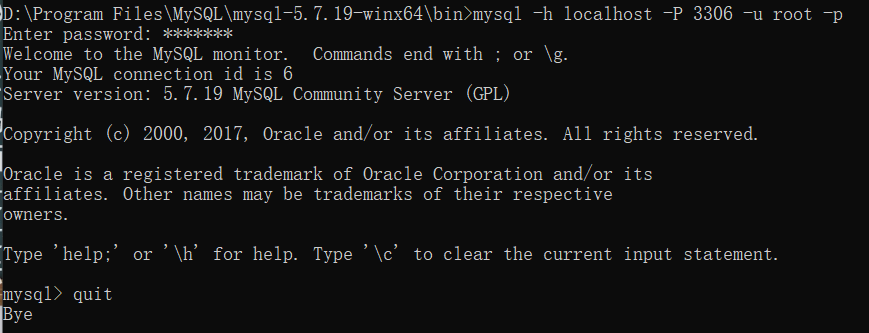 D:\Program Files\MySQL\mysql-5.7.19-winx64\bin>mysql -h localhost -P 3306 -u root -p
Enter password: *******
Welcome to the MySQL monitor.  Commands end with ; or \g.
Your MySQL connection id is 6
Server version: 5.7.19 MySQL Community Server (GPL)
Copyright (c) 2000, 2017, Oracle and/or its affiliates. All rights reserved.
Oracle is a registered trademark of Oracle Corporation and/or its
affiliates. Other names may be trademarks of their respective
owners.
Type 'help;' or '\h' for help. Type '\c' to clear the current input statement.
mysql> quit
Bye